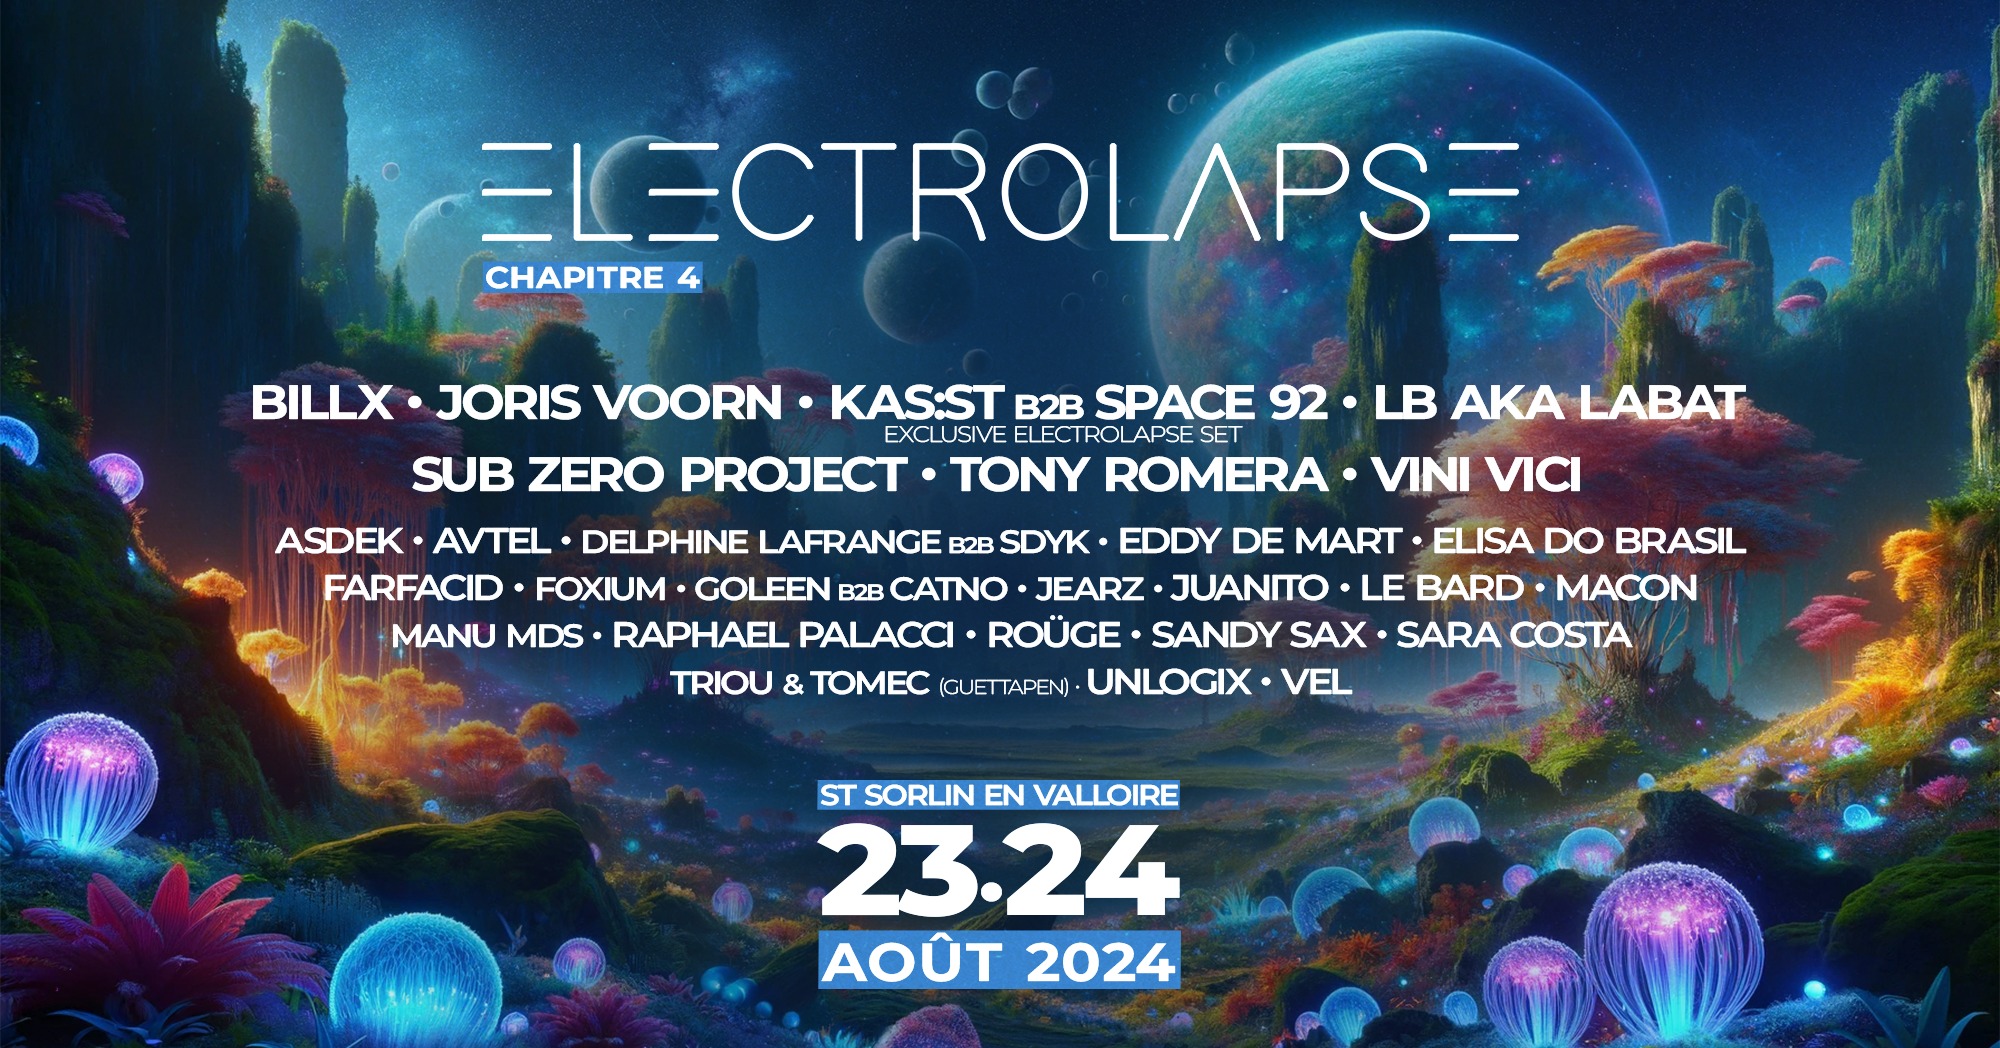 ELECTROLAPSE
CHAPITRE 4
BILLX • JORIS VOORN • KAS:ST B2B SPACE 92 • LB AKA LABAT
EXCLUSIVE ELECTROLAPSE SET
SUB ZERO PROJECT • TONY ROMERA • VINI VICI
ASDEK • AVTEL • DELPHINE LAFRANGE B2B SDYK • EDDY DE MART • ELISA DO BRASIL
FARFACID • FOXIUM • GOLEEN B2B CATNO • JEARZ • JUANITO • LE BARD • MACON
MANU MDS • RAPHAEL PALACCI • ROÜGE • SANDY SAX • SARA COSTA
TRIOU & TOMEC (GUETTAPEN) • UNLOGIX • VEL
ST SORLIN EN VALLOIRE
23.24
AOÛT 2024